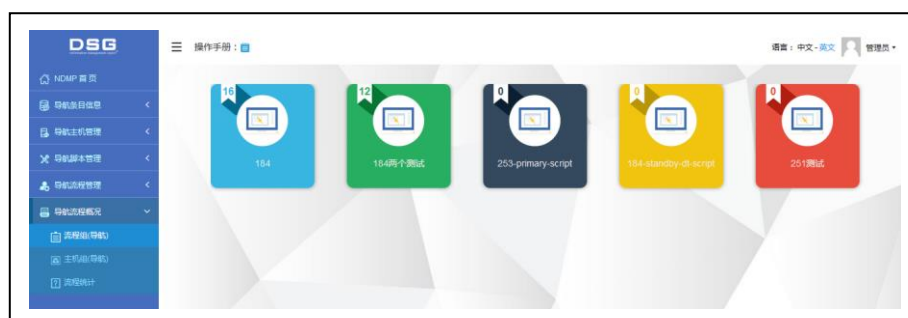 DSG
操作手册：
语言：中文-英文
管理员
NDMP 首页
导航条目信息
导航主机管理
导航脚本管理
导航流程管理
导航流程概况
流程组(导航)
主机组(导航)
流程统计
16
184
12
184两个测试
0
253-primary-script
0
184-standby-dt-script
0
251测试